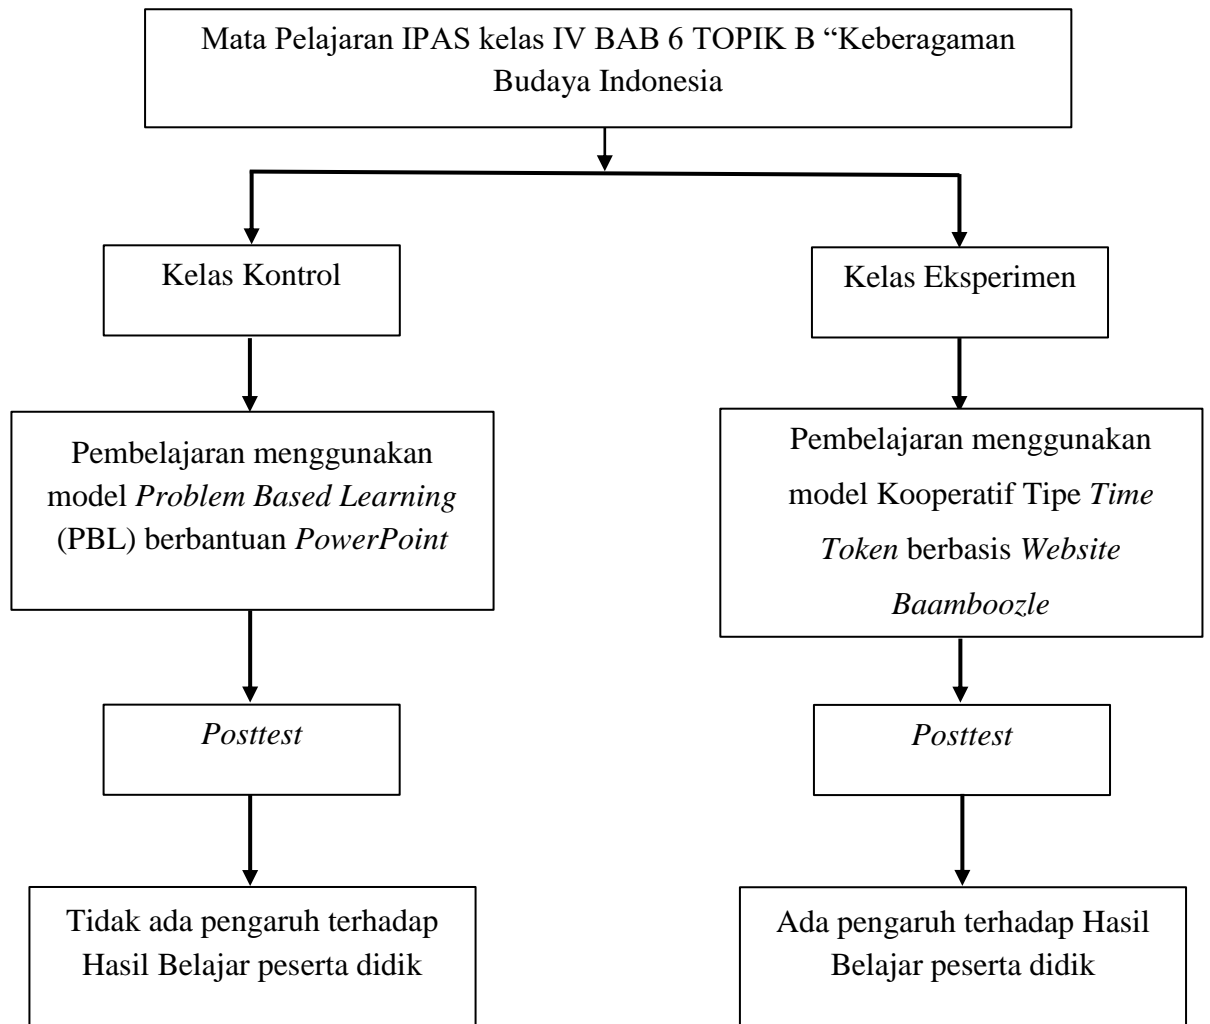 Mata Pelajaran IPAS kelas IV BAB 6 TOPIK B “Keberagaman
Budaya Indonesia
Kelas Kontrol
Kelas Eksperimen
Pembelajaran menggunakan
model Problem Based Learning
(PBL) berbantuan PowerPoint
Pembelajaran menggunakan
model Kooperatif Tipe Time
Token berbasis Website
Baamboozle
Posttest
Posttest
Tidak ada pengaruh terhadap
Hasil Belajar peserta didik
Ada pengaruh terhadap Hasil
Belajar peserta didik